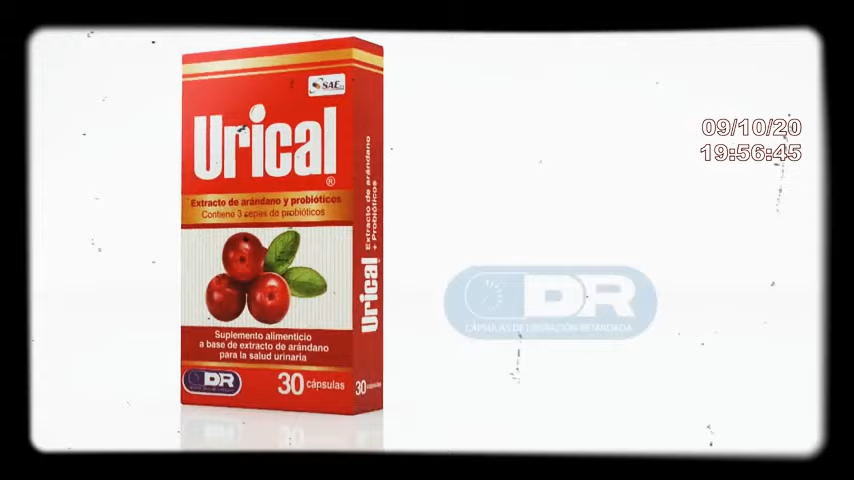 SAE
Urical®
Extracto de arándano y probióticos
Contiene 3 cepas de probióticos
Suplemento alimenticio
a base de extracto de arándano
para la salud urinaria
DR
30 cápsulas
Urical
Extracto de arándano
+ Probióticos
30 cápsulas
09/10/20
19:56:45
DR
CÁPSULAS DE LIBERACIÓN RETARDADA